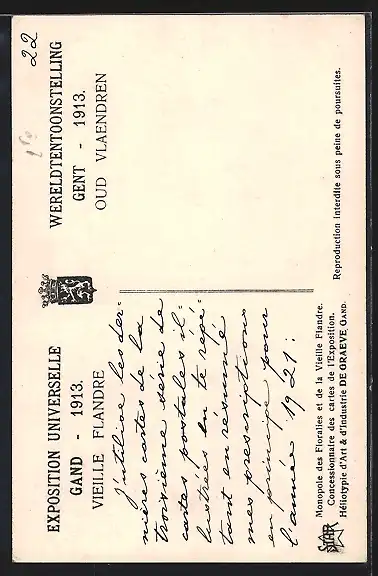 EXPOSITION UNIVERSELLE
GAND - 1913.
VIEILLE FLANDRE
WERELDTENTOONSTELLING
GENT - 1913.
OUD VLAENDREN
22
J'utilise les der-
nières cartes de la
troisième série de
cartes postales il-
lustrées en te répé-
tant en résumé
mes prescriptions
en principe pour
l'année 1921:
Monopole des Floralies et de la Vieille Flandre.
Concessionnaire des cartes de l'Exposition.
Héliotypie d'Art & d'Industrie DE GRAEVE, GAND.
STAR
Reproduction interdite sous peine de poursuites.